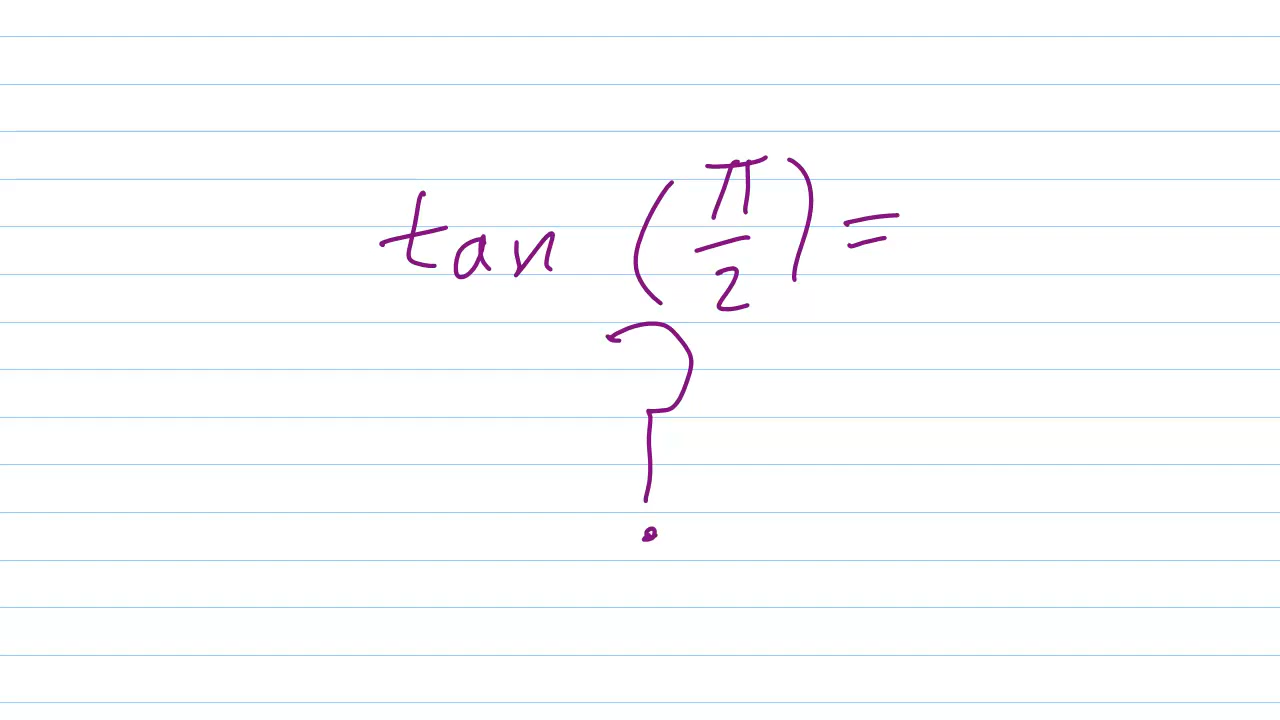 tan (π/2) =
?